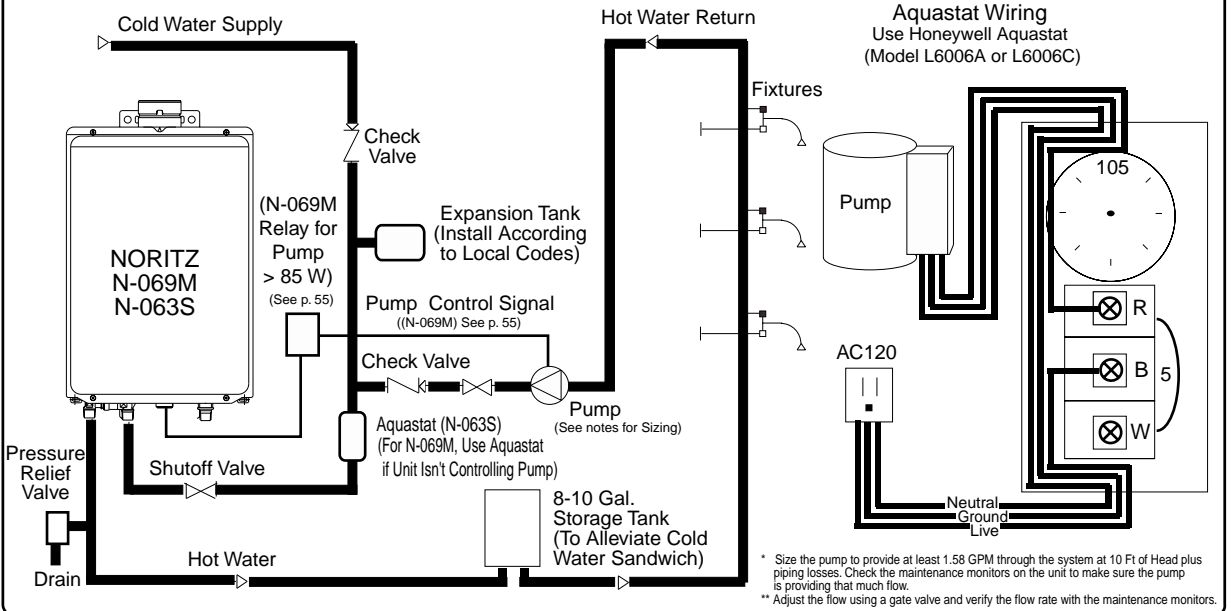 Cold Water Supply
Hot Water Return
Aquastat Wiring
Use Honeywell Aquastat
(Model L6006A or L6006C)
Fixtures
Check
Valve
105
Pump
(N-069M
Relay for
Pump
> 85 W)
(See p. 55)
Expansion Tank
(Install According
to Local Codes)
NORITZ
N-069M
N-063S
Pump Control Signal
((N-069M) See p. 55)
R
B
W
5
AC120
Check Valve
Pump
(See notes for Sizing)
Aquastat (N-063S)
(For N-069M, Use Aquastat
if Unit Isn't Controlling Pump)
Pressure
Relief
Valve
Shutoff Valve
8-10 Gal.
Storage Tank
(To Alleviate Cold
Water Sandwich)
Neutral
Ground
Live
Hot Water
Drain
* Size the pump to provide at least 1.58 GPM through the system at 10 Ft of Head plus
piping losses. Check the maintenance monitors on the unit to make sure the pump
is providing that much flow.
** Adjust the flow using a gate valve and verify the flow rate with the maintenance monitors.